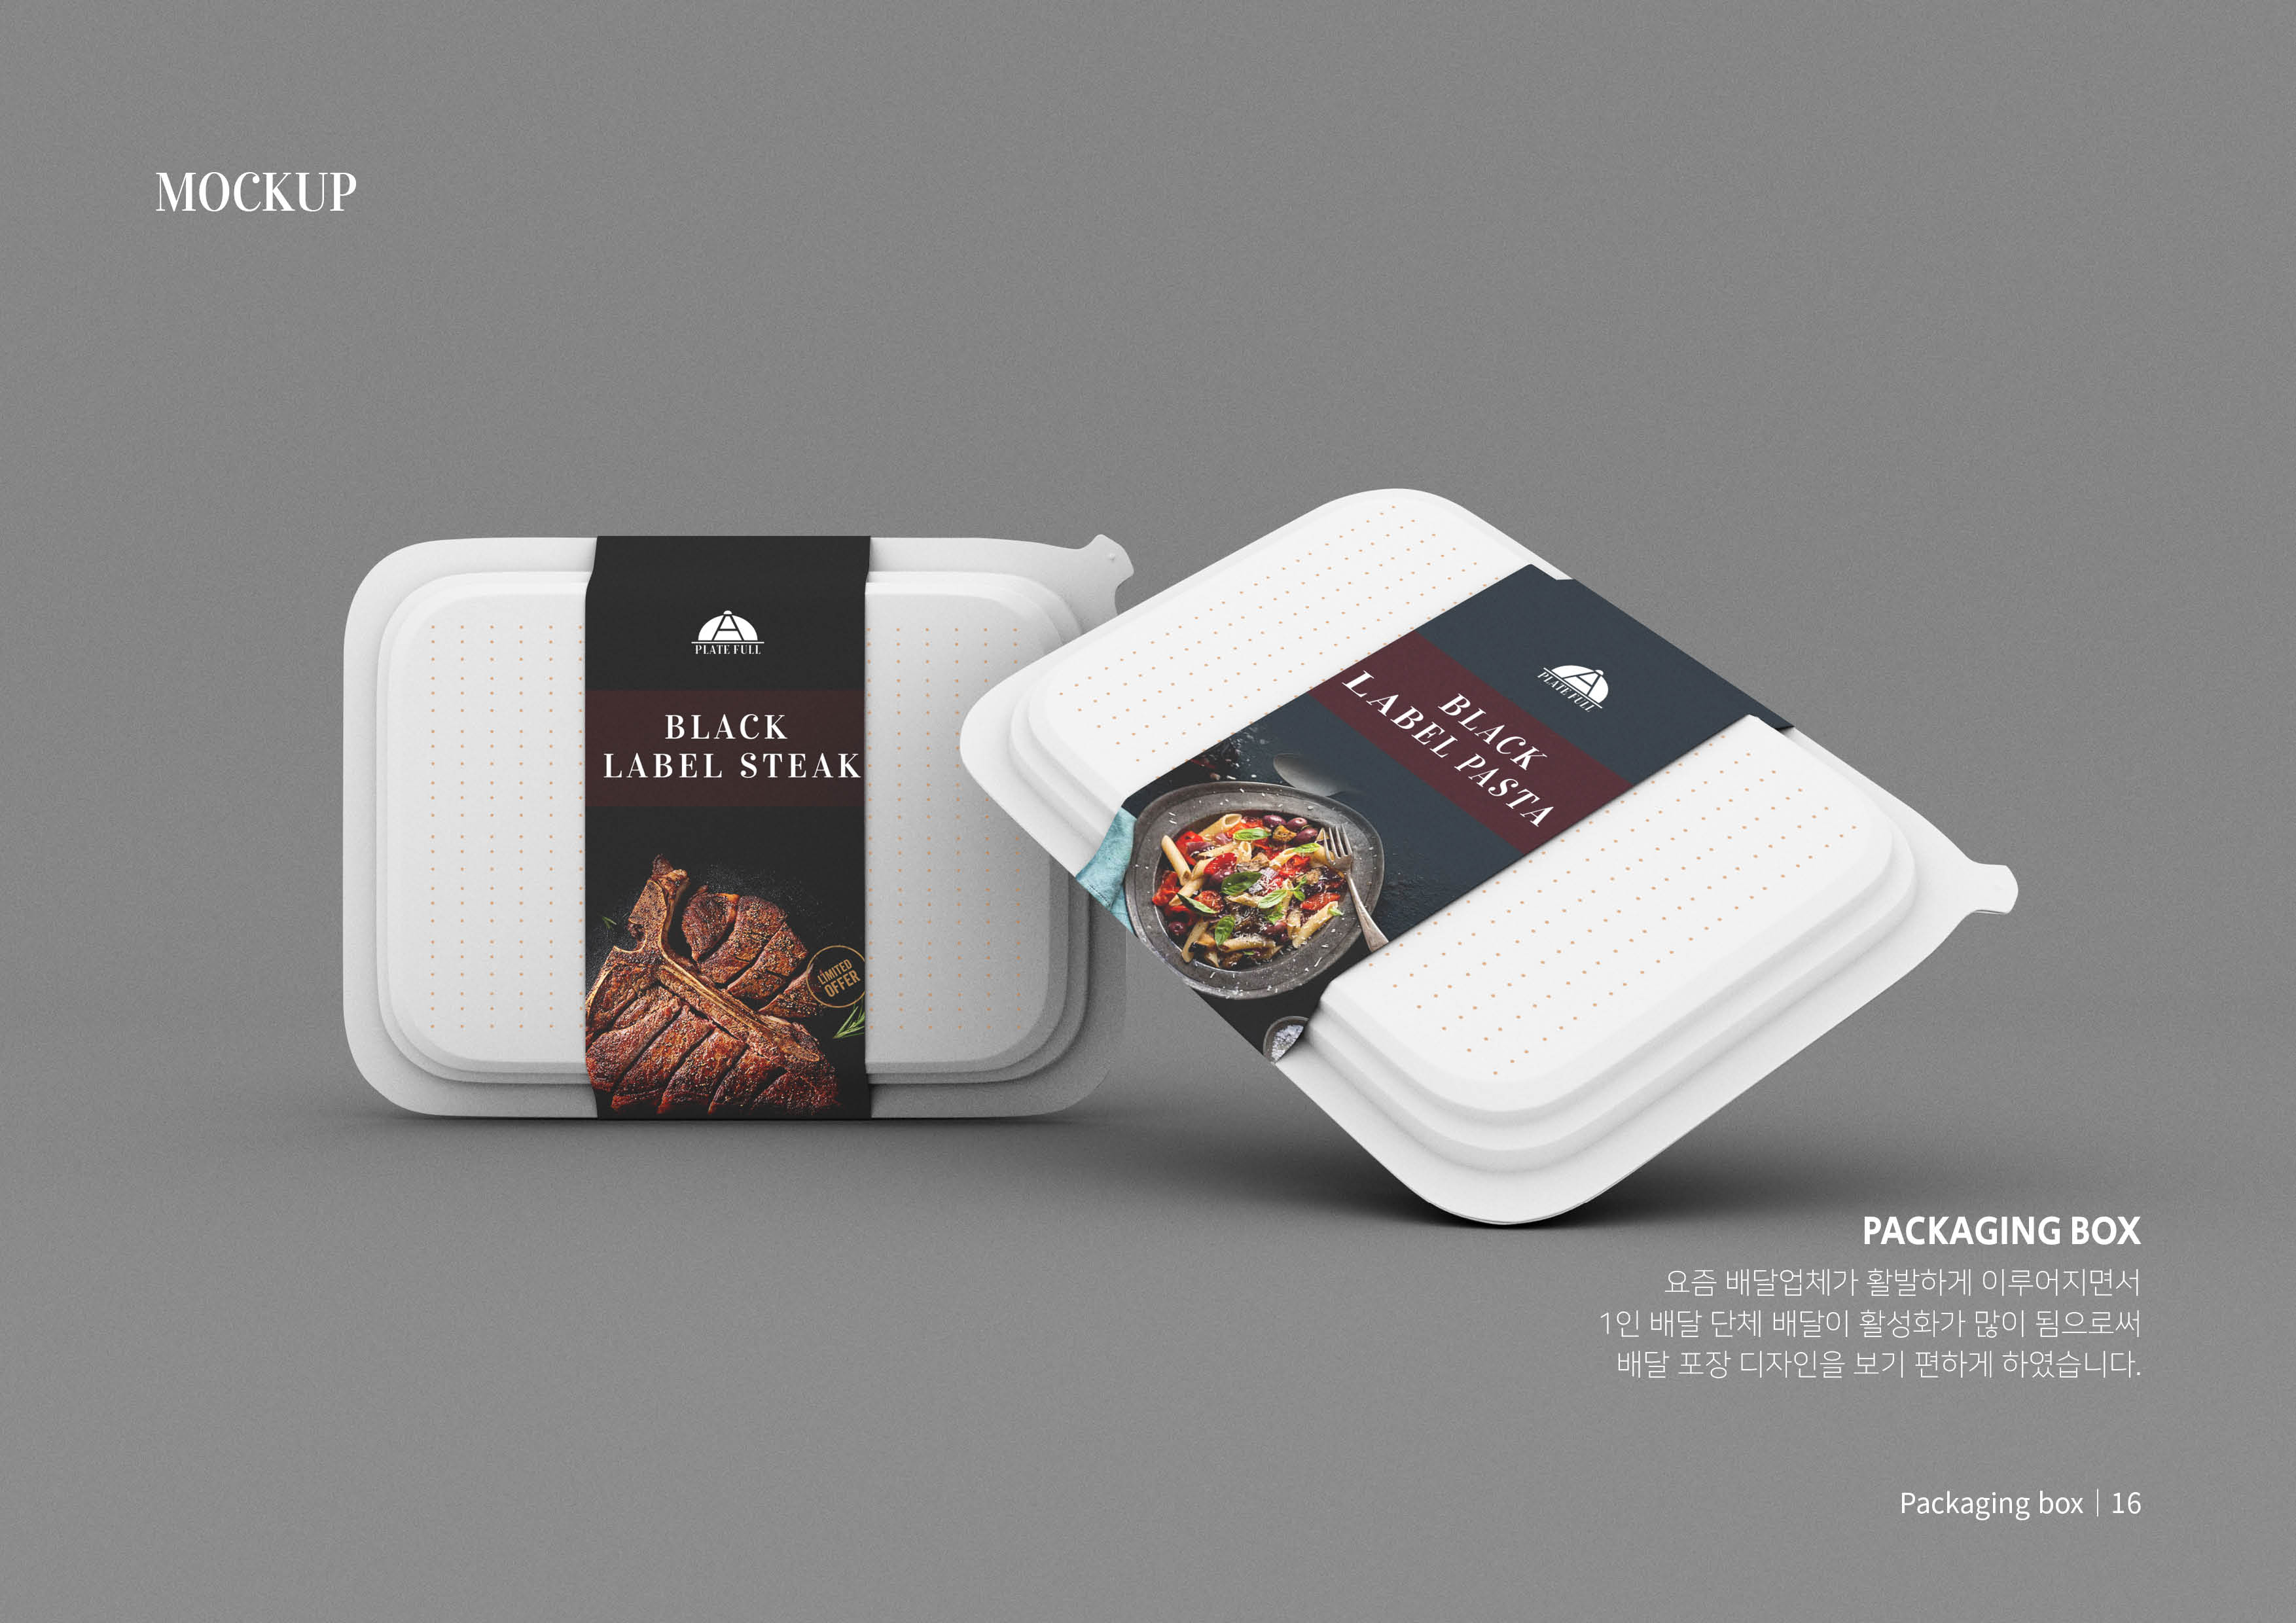 MOCKUP
PLATE FULL
BLACK
LABEL STEAK
LIMITED
OFFER
PLATE FULL
BLACK
LABEL PASTA
PACKAGING BOX
요즘 배달업체가 활발하게 이루어지면서
1인 배달 단체 배달이 활성화가 많이 됨으로써
배달 포장 디자인을 보기 편하게 하였습니다.
Packaging box | 16